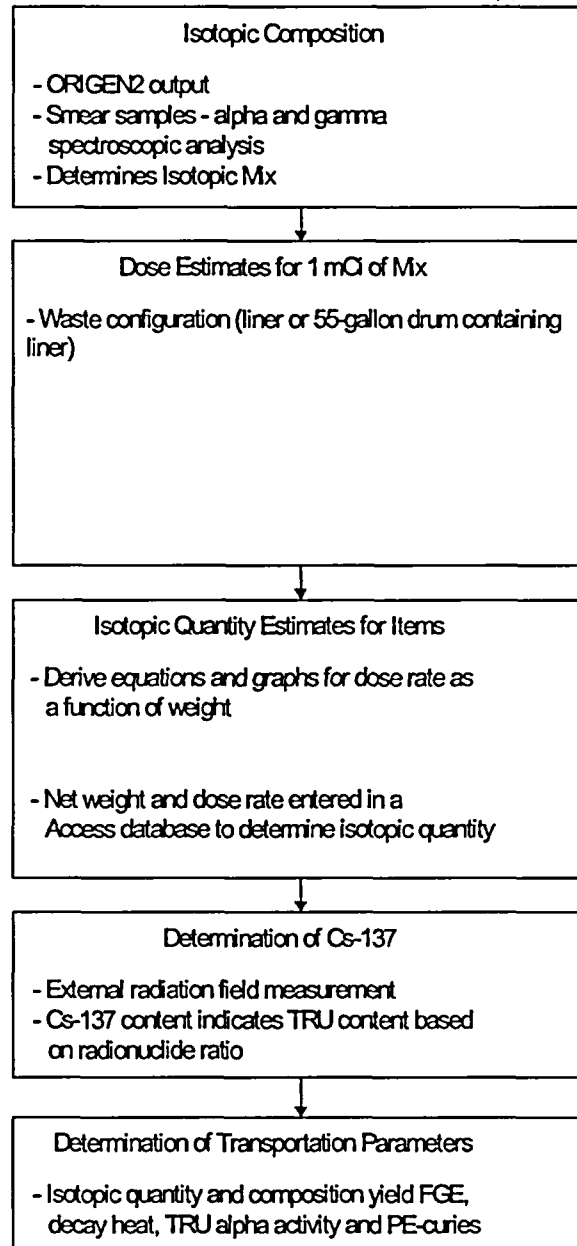 Isotopic Composition
- ORIGEN2 output
- Smear samples - alpha and gamma
spectroscopic analysis
- Determines Isotopic Mix
Dose Estimates for 1 mCi of Mix
- Waste configuration (liner or 55-gallon drum containing
liner)
Isotopic Quantity Estimates for Items
- Derive equations and graphs for dose rate as
a function of weight
- Net weight and dose rate entered in a
Access database to determine isotopic quantity
Determination of Cs-137
- External radiation field measurement
- Cs-137 content indicates TRU content based
on radionuclide ratio
Determination of Transportation Parameters
- Isotopic quantity and composition yield FGE,
decay heat, TRU alpha activity and PE-curies